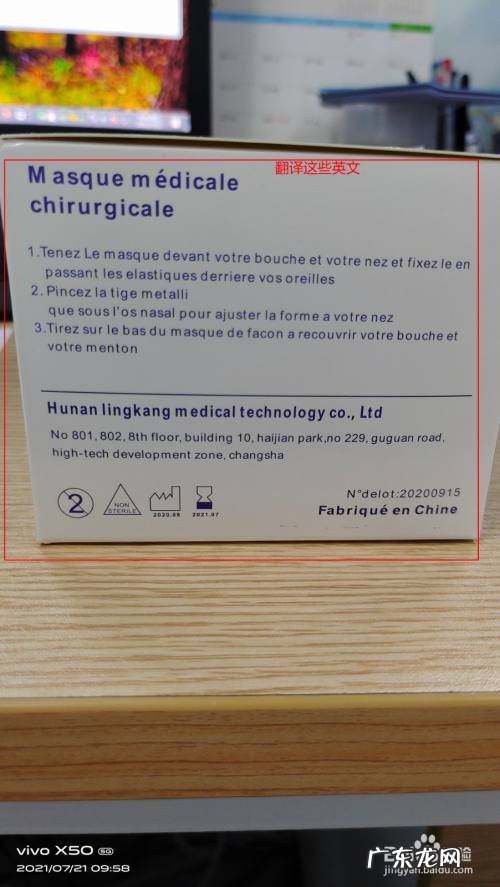 翻译这些英文
Masque médicale
chirurgicale
1.Tenez Le masque devant votre bouche et votre nez et fixez le en
passant les elastiques derriere vos oreilles
2. Pincez la tige metalli
que sous l'os nasal pour ajuster la forme a votre nez
3.Tirez sur le bas du masque de facon a recouvrir votre bouche et
votre menton
Hunan lingkang medical technology co., Ltd
No 801, 802, 8th floor, building 10, haijian park,no 229, guguan road,
high-tech development zone, changsha
2
NON
STERILE
2020.08
2021.07
N°delot:20200915
Fabriqué en Chine
vivo X50 5G
2021/07/21 09:58
广东龙网
jingyan.baidu.com